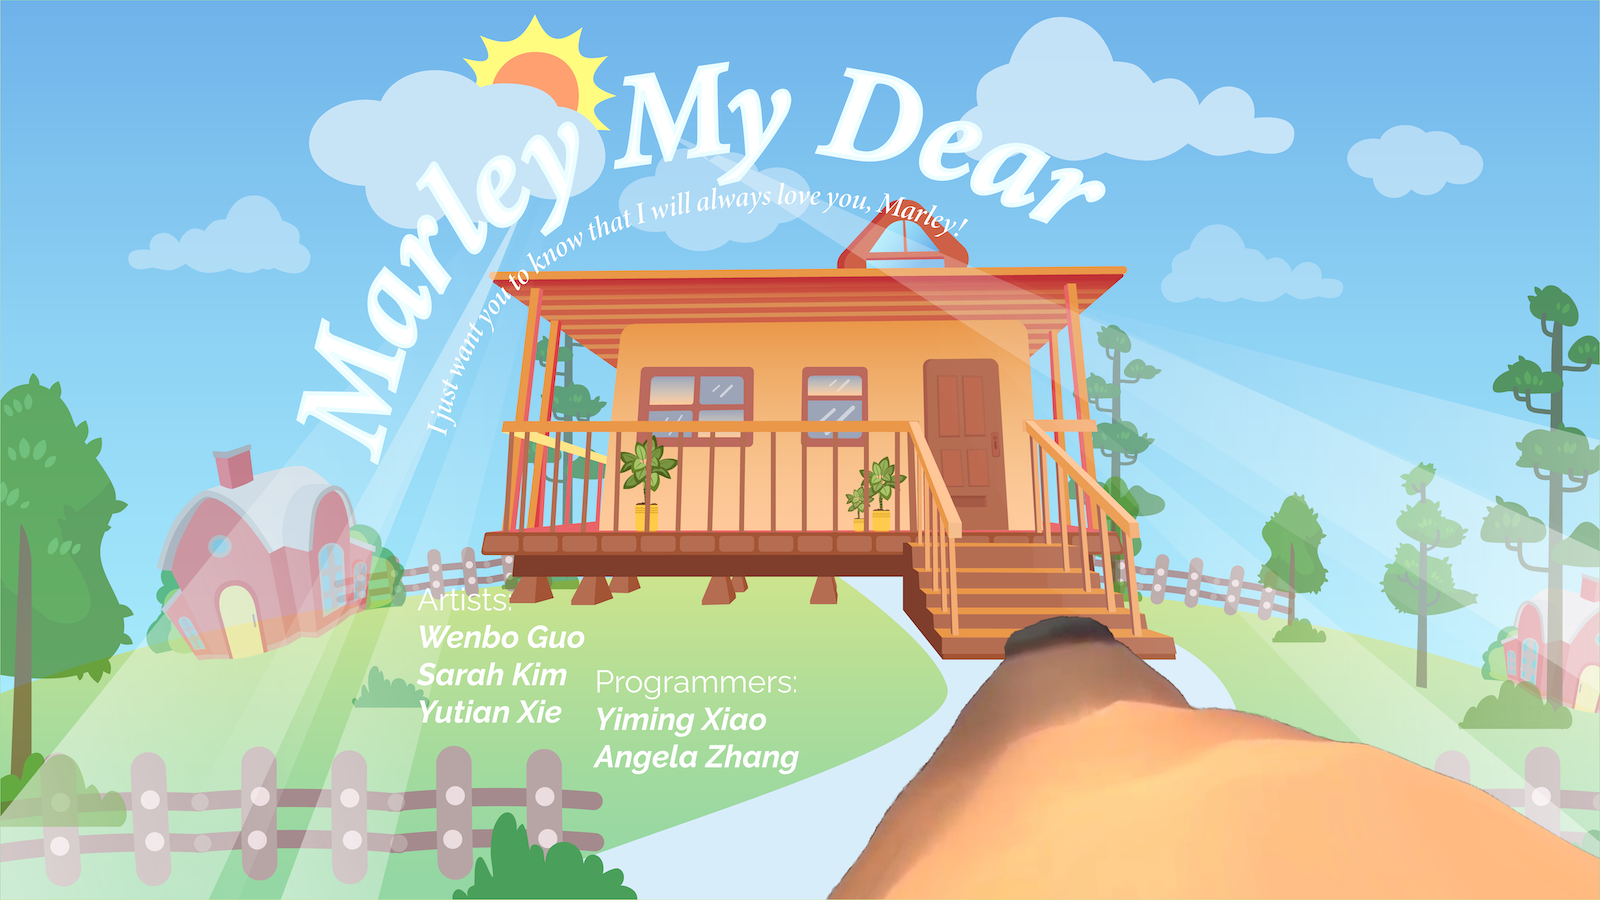 Marley My Dear
I just want you to know that I will always love you, Marley!
Artists:
Wenbo Guo
Sarah Kim
Yutian Xie
Programmers:
Yiming Xiao
Angela Zhang